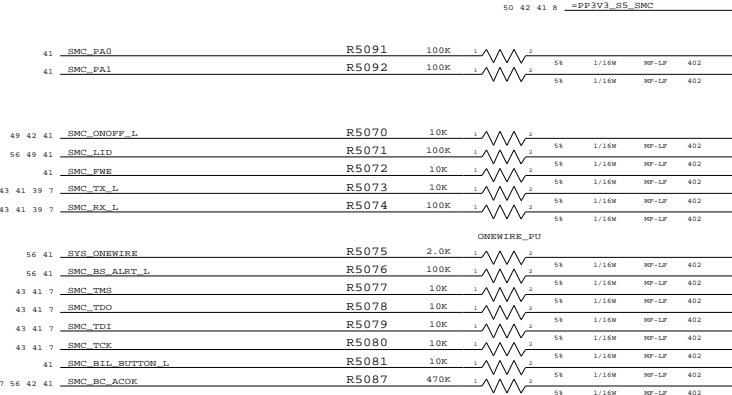 50 42 41 8 =PP3V3_S5_SMC
41 SMC_PA0 R5091 100K 1 2
5% 1/16W MF-LF 402
41 SMC_PA1 R5092 100K 1 2
5% 1/16W MF-LF 402
49 42 41 SMC_ONOFF_L R5070 10K 1 2
5% 1/16W MF-LF 402
56 49 41 SMC_LID R5071 100K 1 2
5% 1/16W MF-LF 402
41 SMC_FWE R5072 10K 1 2
5% 1/16W MF-LF 402
43 41 39 7 SMC_TX_L R5073 10K 1 2
5% 1/16W MF-LF 402
43 41 39 7 SMC_RX_L R5074 100K 1 2
5% 1/16W MF-LF 402
ONEWIRE_PU
56 41 SYS_ONEWIRE R5075 2.0K 1 2
5% 1/16W MF-LF 402
56 41 SMC_BS_ALRT_L R5076 100K 1 2
5% 1/16W MF-LF 402
43 41 7 SMC_TMS R5077 10K 1 2
5% 1/16W MF-LF 402
43 41 7 SMC_TDO R5078 10K 1 2
5% 1/16W MF-LF 402
43 41 7 SMC_TDI R5079 10K 1 2
5% 1/16W MF-LF 402
43 41 7 SMC_TCK R5080 10K 1 2
5% 1/16W MF-LF 402
41 SMC_BIL_BUTTON_L R5081 10K 1 2
5% 1/16W MF-LF 402
7 56 42 41 SMC_BC_ACOK R5087 470K 1 2
5% 1/16W MF-LF 402